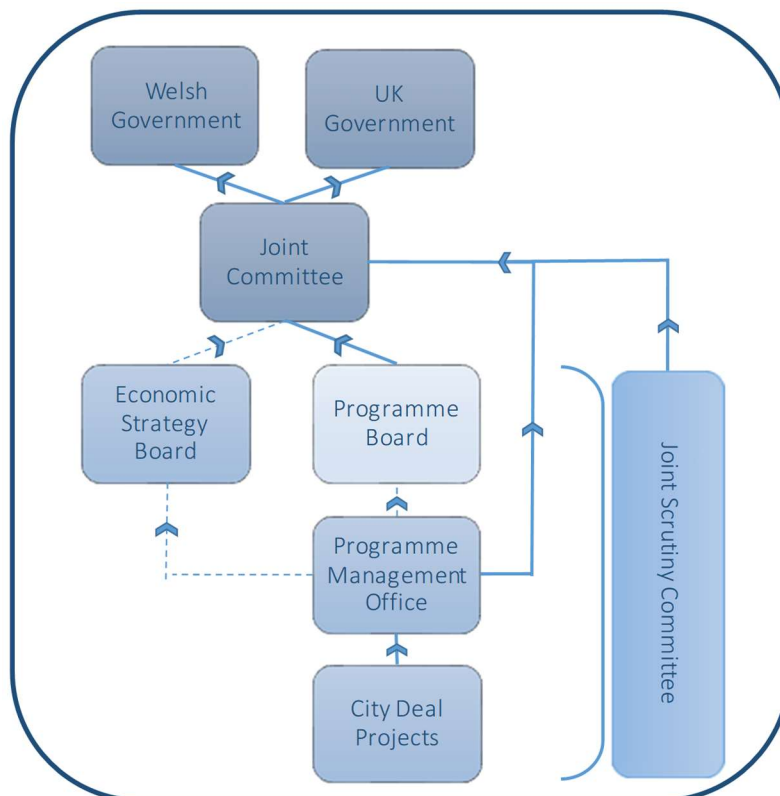 Welsh
Government
UK
Government
Joint
Committee
Economic
Strategy
Board
Programme
Board
Programme
Management
Office
City Deal
Projects
Joint Scrutiny Committee